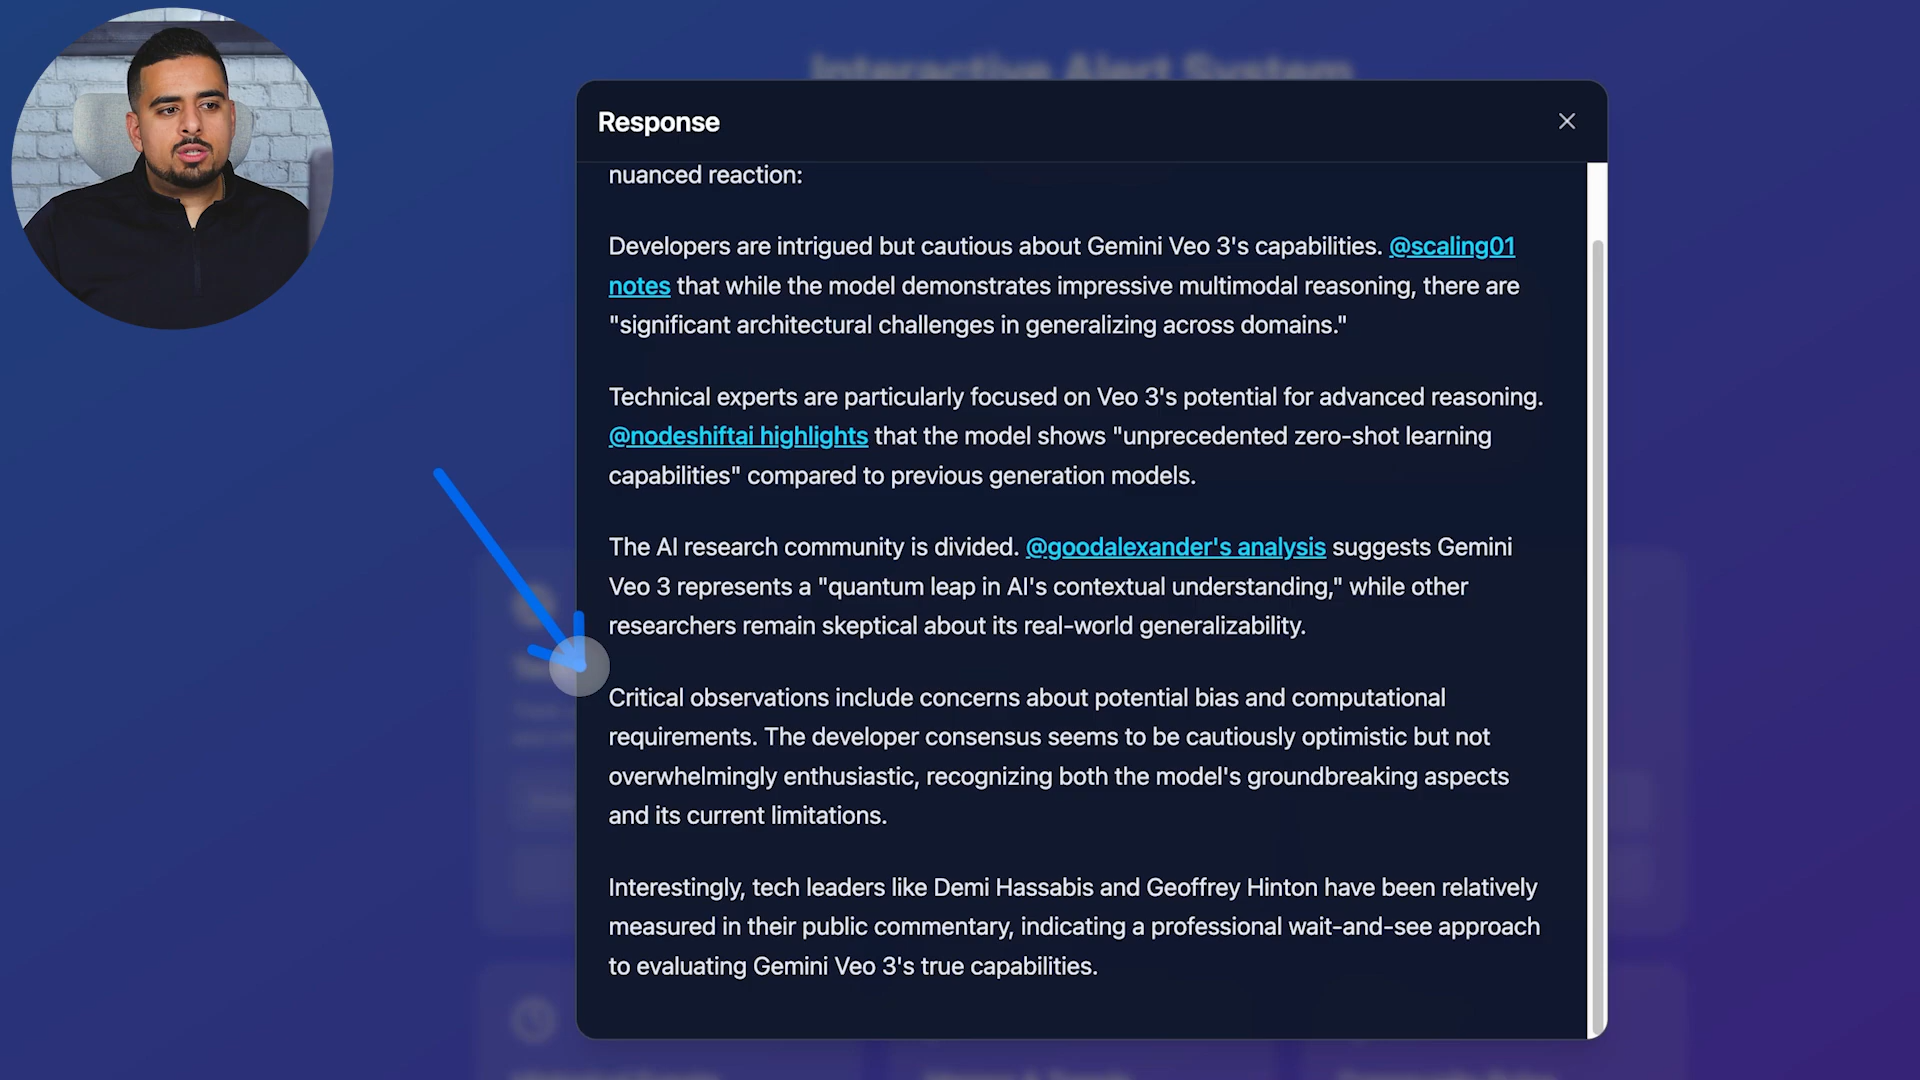 Interactive Alert System
Response
nuanced reaction:
Developers are intrigued but cautious about Gemini Veo 3's capabilities. @scaling01
notes that while the model demonstrates impressive multimodal reasoning, there are
"significant architectural challenges in generalizing across domains."
Technical experts are particularly focused on Veo 3's potential for advanced reasoning.
@nodeshiftai highlights that the model shows "unprecedented zero-shot learning
capabilities" compared to previous generation models.
The AI research community is divided. @goodalexander's analysis suggests Gemini
Veo 3 represents a "quantum leap in AI's contextual understanding," while other
researchers remain skeptical about its real-world generalizability.
Critical observations include concerns about potential bias and computational
requirements. The developer consensus seems to be cautiously optimistic but not
overwhelmingly enthusiastic, recognizing both the model's groundbreaking aspects
and its current limitations.
Interestingly, tech leaders like Demi Hassabis and Geoffrey Hinton have been relatively
measured in their public commentary, indicating a professional wait-and-see approach
to evaluating Gemini Veo 3's true capabilities.